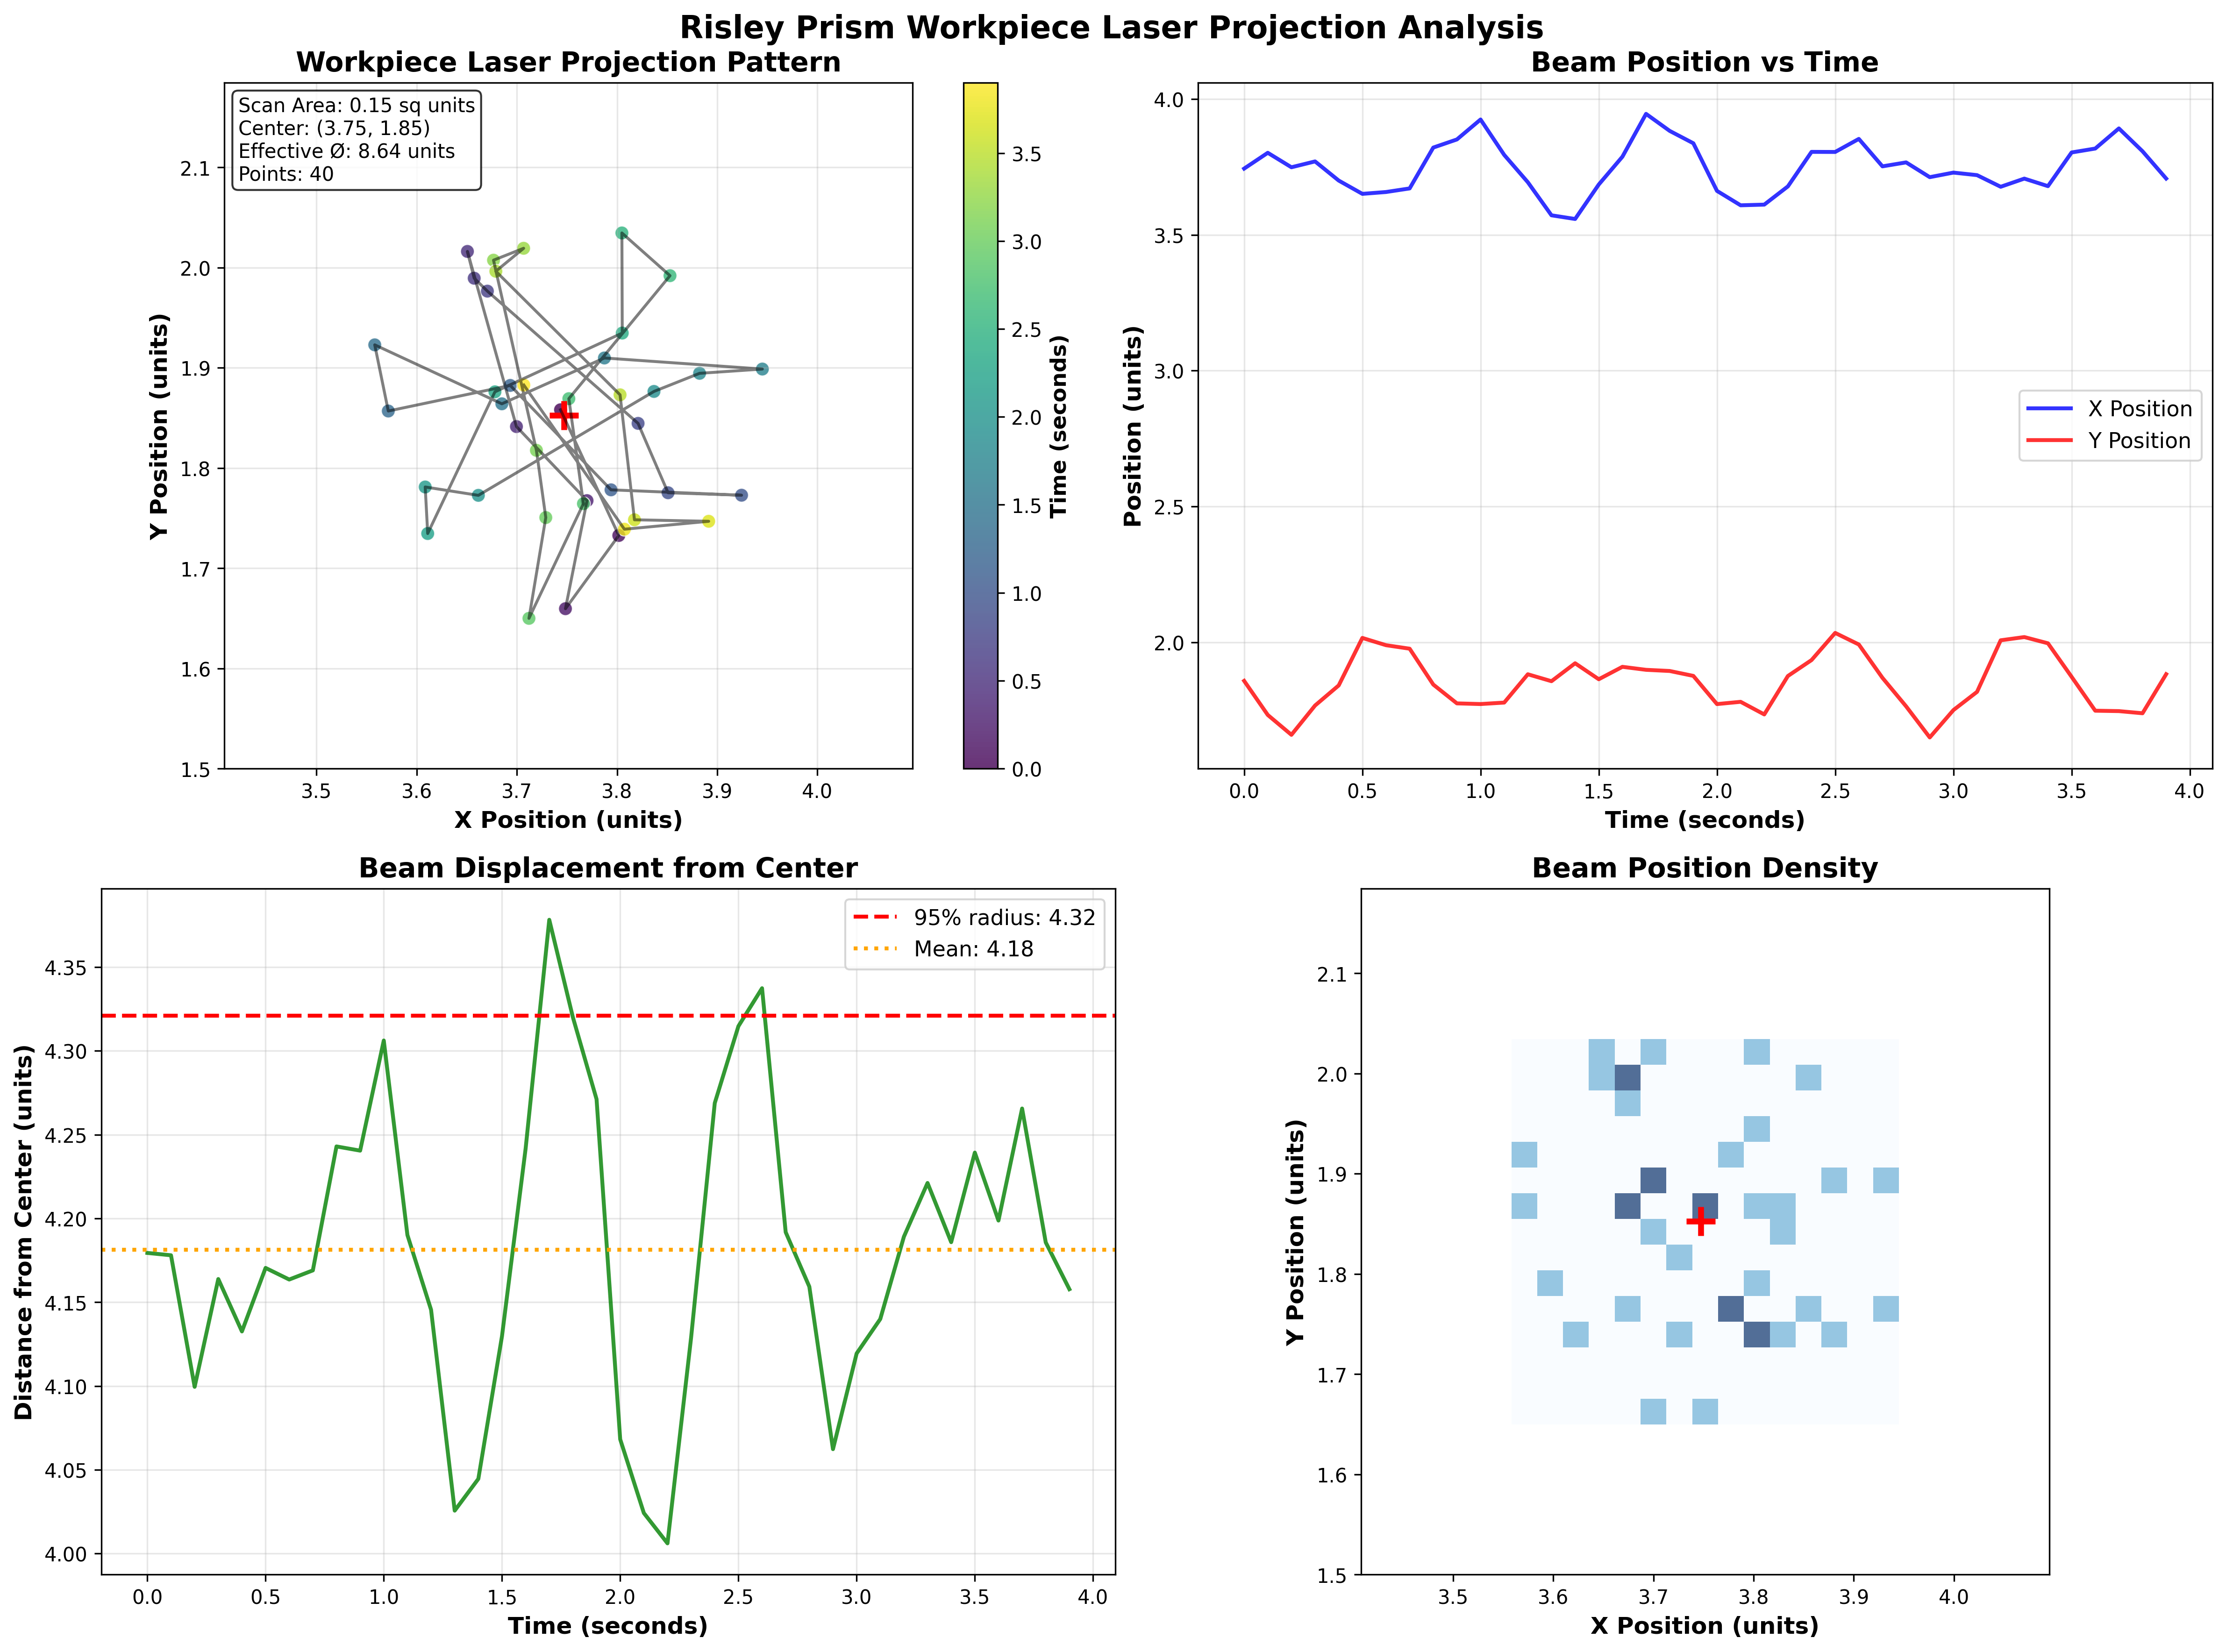 Risley Prism Workpiece Laser Projection Analysis
Workpiece Laser Projection Pattern
Scan Area: 0.15 sq units
Center: (3.75, 1.85)
Effective Ø: 8.64 units
Points: 40
Y Position (units)
2.1
2.0
1.9
1.8
1.7
1.6
1.5
3.5 3.6 3.7 3.8 3.9 4.0
X Position (units)
3.5
3.0
2.5
2.0
1.5
1.0
0.5
0.0
Time (seconds)
Beam Position vs Time
Position (units)
4.0
3.5
3.0
2.5
2.0
X Position
Y Position
0.0 0.5 1.0 1.5 2.0 2.5 3.0 3.5 4.0
Time (seconds)
Beam Displacement from Center
Distance from Center (units)
4.35
4.30
4.25
4.20
4.15
4.10
4.05
4.00
95% radius: 4.32
Mean: 4.18
0.0 0.5 1.0 1.5 2.0 2.5 3.0 3.5 4.0
Time (seconds)
Beam Position Density
Y Position (units)
2.1
2.0
1.9
1.8
1.7
1.6
1.5
3.5 3.6 3.7 3.8 3.9 4.0
X Position (units)